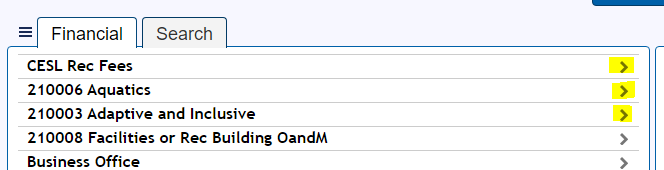 Financial Search
CESL Rec Fees
210006 Aquatics
210003 Adaptive and Inclusive
210008 Facilities or Rec Building OandM
Business Office